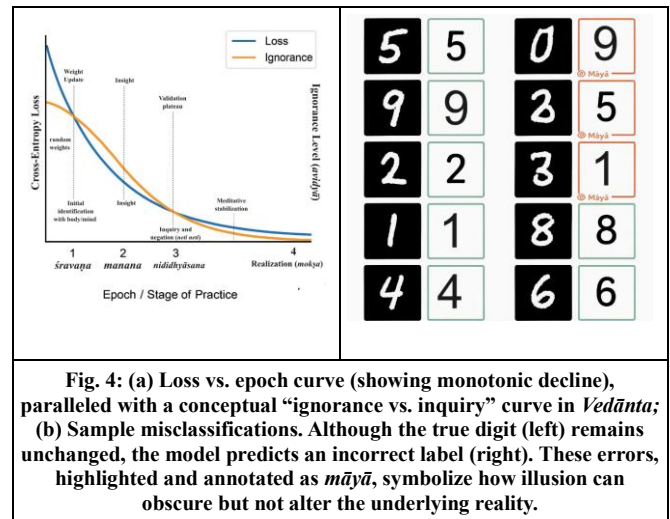 Loss
Ignorance
Cross-Entropy Loss
Ignorance Level (avidyā)
Weight
Update
Insight
Validation
plateau
random
weights
Initial
identification
with body/mind
Insight
Inquiry and
negation (neti neti)
Meditative
stabilization
1 2 3 4
śravaṇa manana nididhyāsana Realization (mokṣa)
Epoch / Stage of Practice
5 5 0 9
Māyā
9 9 3 5
Māyā
2 2 3 1
Māyā
1 1 8 8
4 4 6 6
Fig. 4: (a) Loss vs. epoch curve (showing monotonic decline),
paralleled with a conceptual “ignorance vs. inquiry” curve in Vedānta;
(b) Sample misclassifications. Although the true digit (left) remains
unchanged, the model predicts an incorrect label (right). These errors,
highlighted and annotated as māyā, symbolize how illusion can
obscure but not alter the underlying reality.